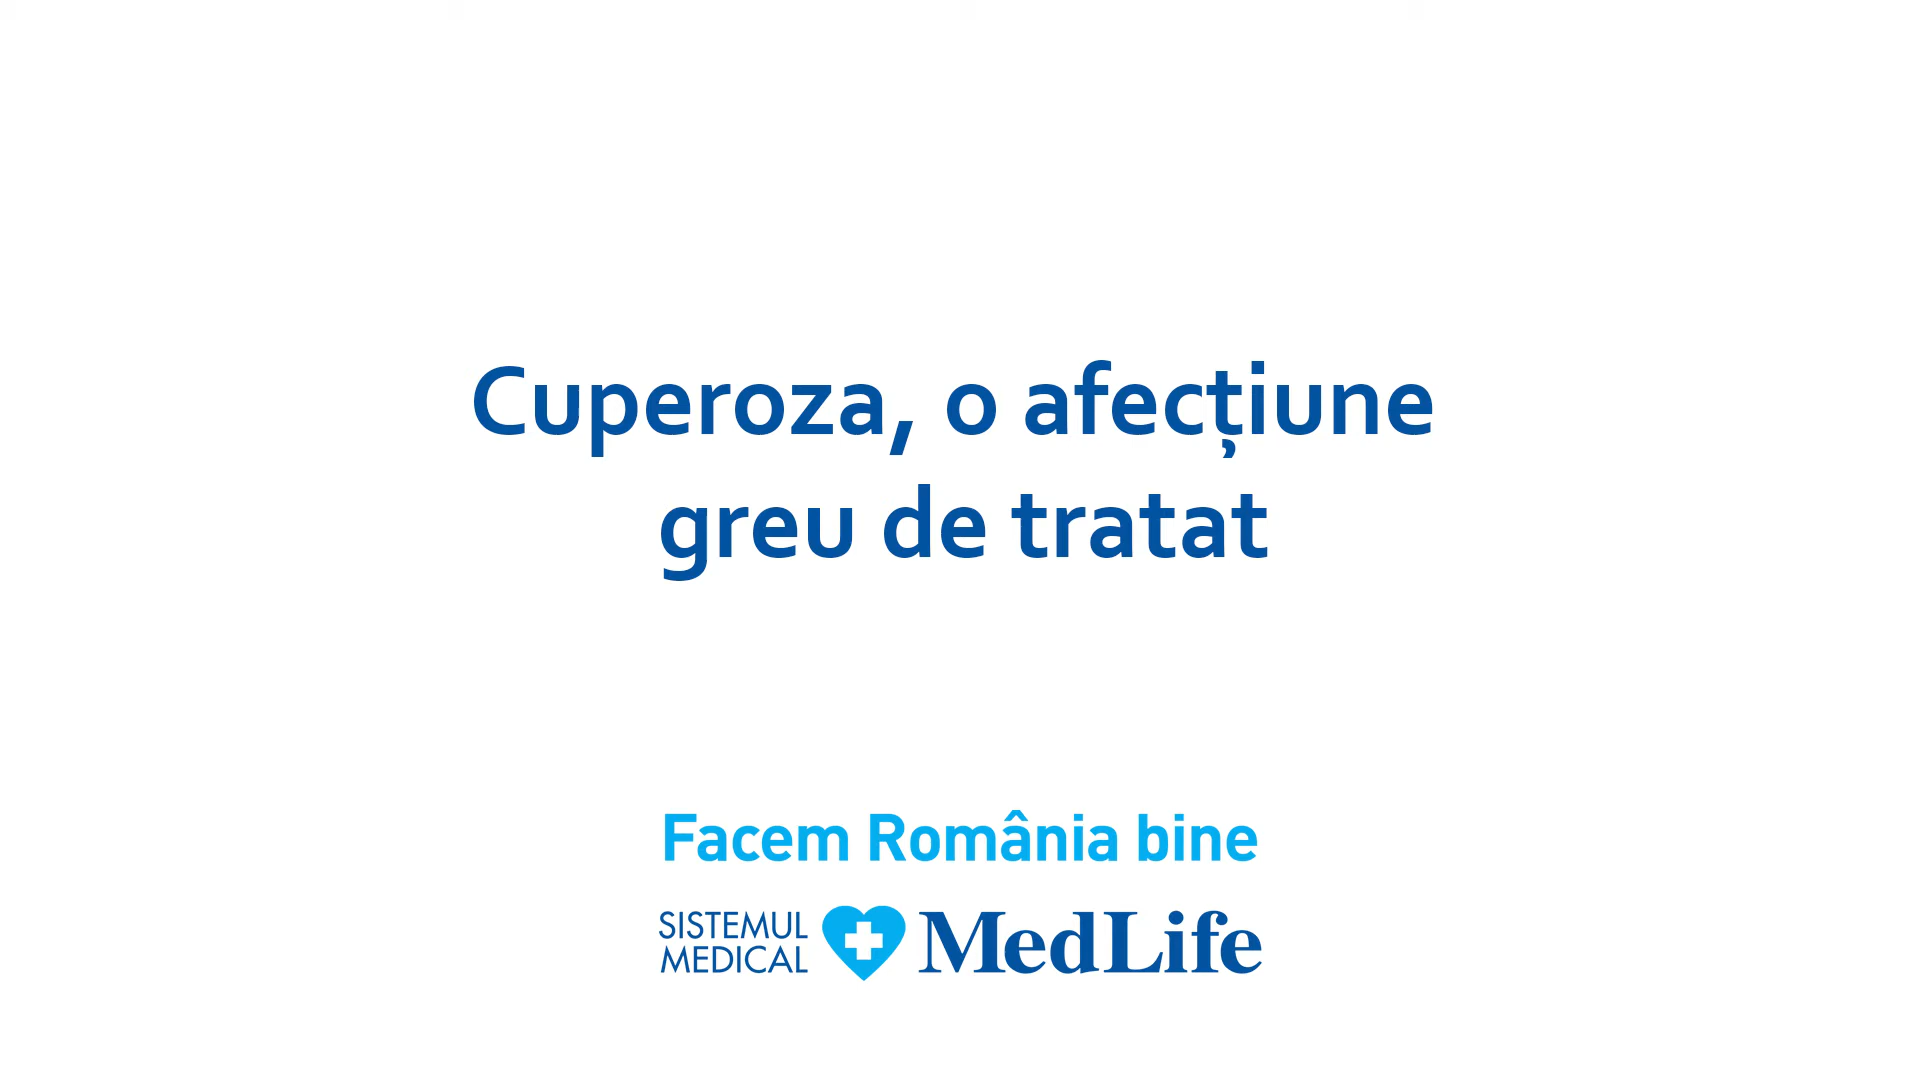 Cuperoza, o afecțiune
greu de tratat
Facem România bine
SISTEMUL
MEDICAL
MedLife